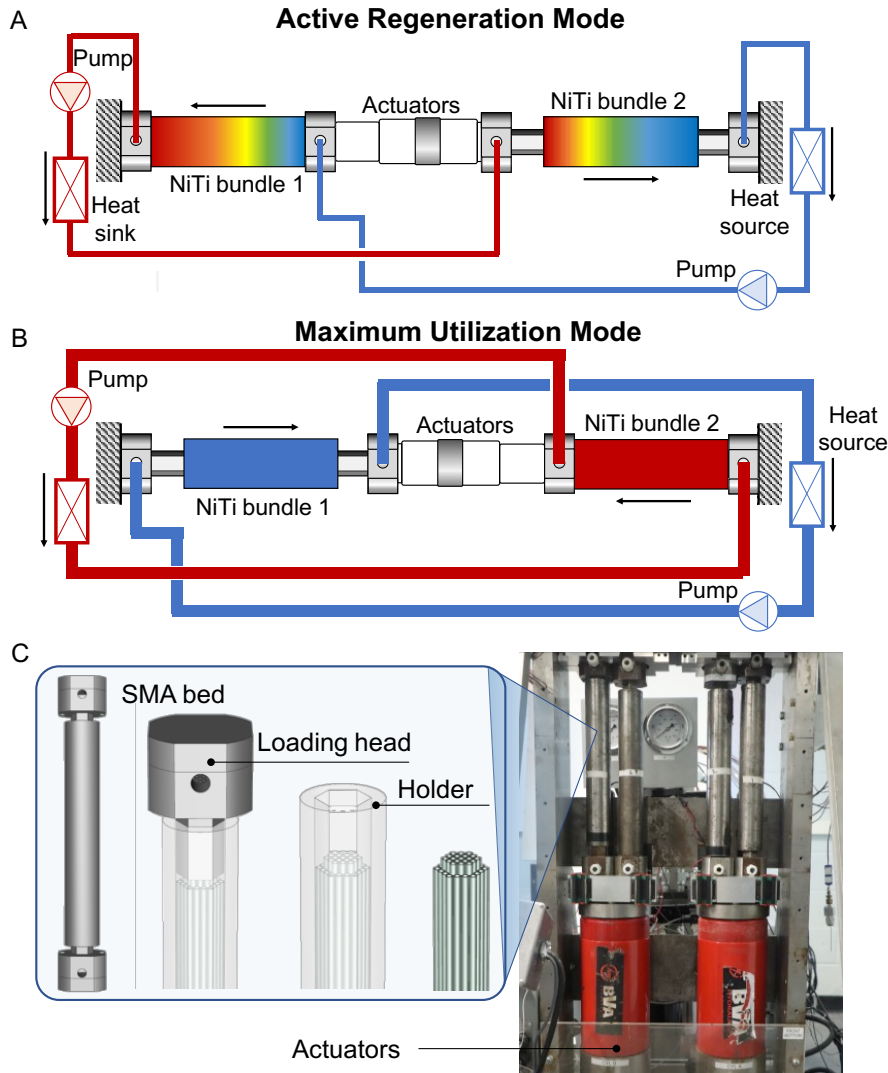 A
Active Regeneration Mode
Pump
Actuators
NiTi bundle 2
NiTi bundle 1
Heat
sink
Heat
source
Pump
B
Maximum Utilization Mode
Pump
Actuators
NiTi bundle 2
Heat
source
NiTi bundle 1
Pump
C
SMA bed
Loading head
Holder
BVA
BVA
Actuators